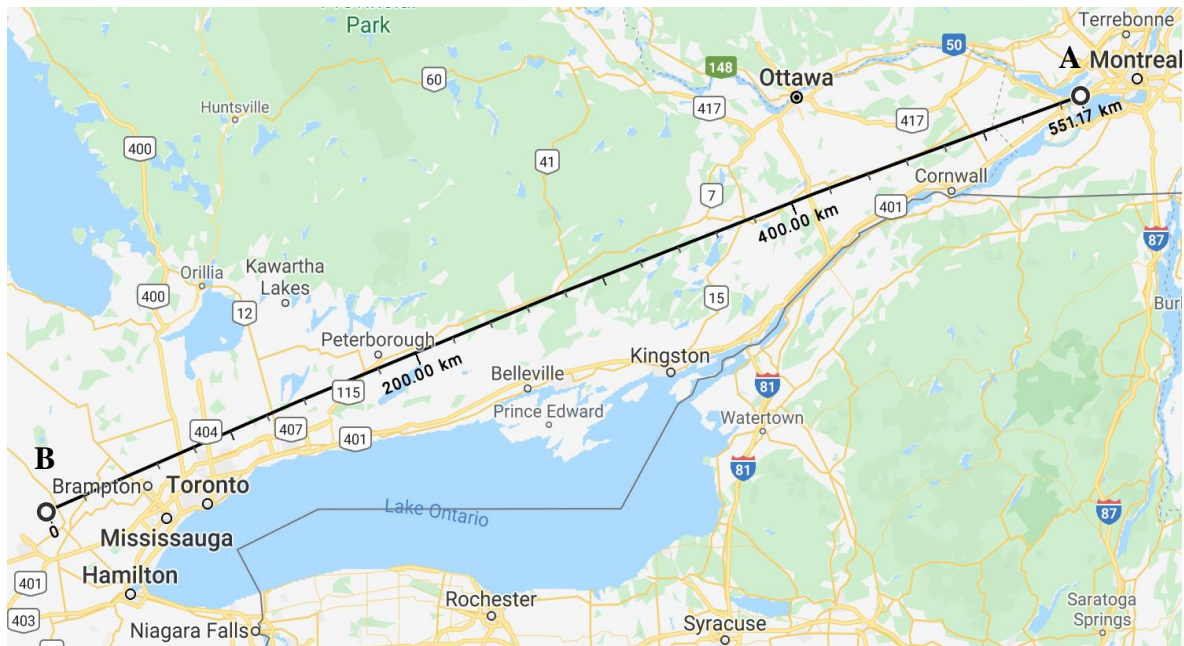 Provincial
Park
Terrebonne
50
A
Montreal
148
Ottawa
60
417
551.17 km
Huntsville
417
400
41
Cornwall
7
401
400.00 km
87
Orillia
Kawartha
Lakes
400
15
12
Peterborough
Kingston
200.00 km
Belleville
81
115
Prince Edward
Watertown
404
407
401
B
81
Brampton
Toronto
Lake Ontario
87
0
Mississauga
Hamilton
401
Rochester
Saratoga
Springs
403
Niagara Falls
Syracuse